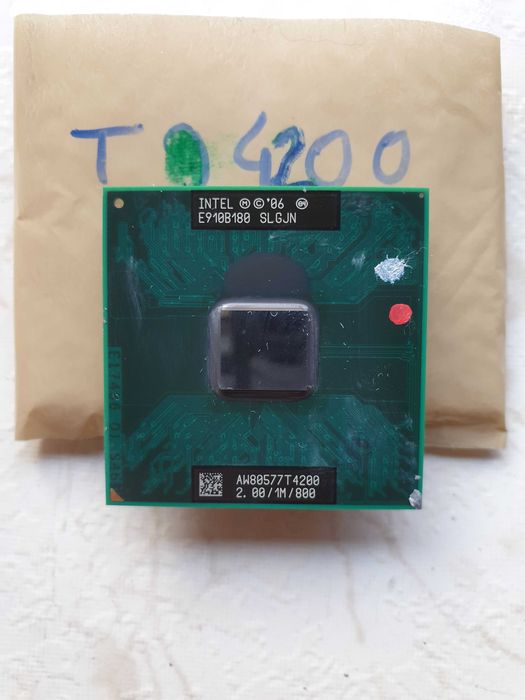 T 4200
INTEL Ⓜ ©'06
E910B180 SLGJN
AW80577T4200
2.00/1M/800